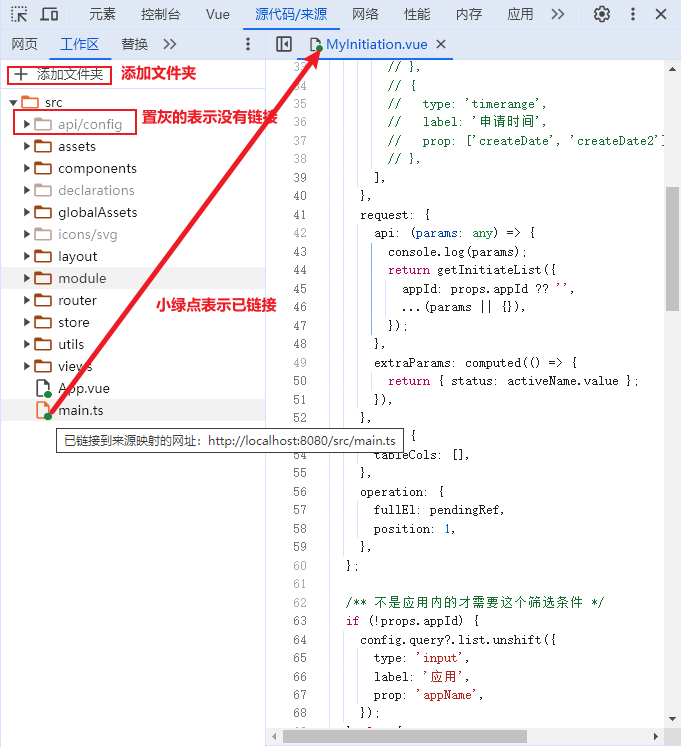 元素 控制台 Vue 源代码/来源 网络 性能 内存 应用
网页 工作区 替换 MyInitiation.vue
添加文件夹 添加文件夹
src
api/config 置灰的表示没有链接
assets
components
declarations
globalAssets
icons/svg
layout
module
router
小绿点表示已链接
store
utils
views
App.vue
main.ts
已链接到来源映射的网址：http://localhost:8080/src/main.ts
33 // },
34 // {
35 // type: 'timerange',
36 // label: '申请时间',
37 // prop: ['createDate', 'createDate2']
38 // },
39 ],
40 },
41 request: {
42 api: (params: any) => {
43 console.log(params);
44 return getInitiateList({
45 appId: props.appId ?? '',
46 ...(params || {}),
47 });
48 },
49 extraParams: computed(() => {
50 return { status: activeName.value };
51 }),
52 },
{
54 tableCols: [],
55 },
56 operation: {
57 fullEl: pendingRef,
58 position: 1,
59 },
60 };
61
62 /** 不是应用内的才需要这个筛选条件 */
63 if (!props.appId) {
64 config.query?.list.unshift({
65 type: 'input',
66 label: '应用',
67 prop: 'appName',
68 });